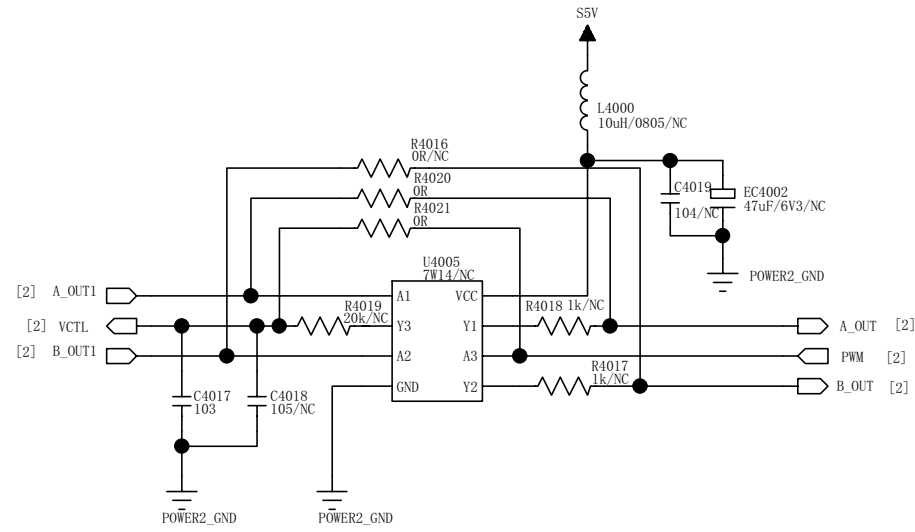 S5V
L4000
10uH/0805/NC
R4016
0R/NC
R4020
0R
R4021
0R
C4019
104/NC
EC4002
47uF/6V3/NC
POWER2_GND
U4005
7W14/NC
[2] A_OUT1
A1
VCC
[2] VCTL
R4019
20k/NC
Y3
Y1
R4018 1k/NC
A_OUT [2]
[2] B_OUT1
A2
A3
PWM [2]
GND
Y2
R4017
1k/NC
B_OUT [2]
C4017
103
C4018
105/NC
POWER2_GND
POWER2_GND